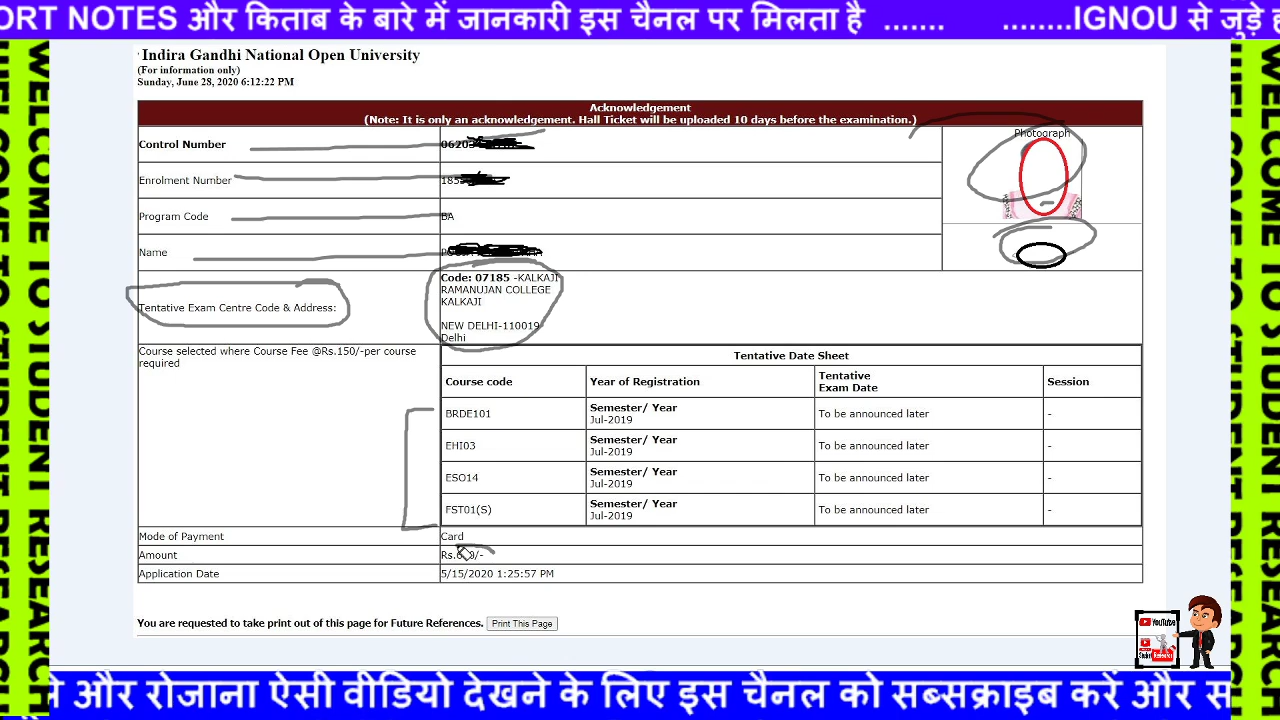 ORT NOTES और किताब के बारे में जानकारी इस चैनल पर मिलता है ....... ........IGNOU से जुड़े
Indira Gandhi National Open University
(For information only)
Sunday, June 28, 2020 6:12:22 PM
Acknowledgement
(Note: It is only an acknowledgement. Hall Ticket will be uploaded 10 days before the examination.)
Control Number
Photograph
Enrolment Number
Program Code BA
Name
Tentative Exam Centre Code & Address:
Code: 07185 -KALKAJI
RAMANUJAN COLLEGE
KALKAJI
NEW DELHI-110019
Delhi
Course selected where Course Fee @Rs.150/-per course
required
Tentative Date Sheet
Course code Year of Registration Tentative Exam Date Session
BRDE101 Semester/ Year Jul-2019 To be announced later -
EHI03 Semester/ Year Jul-2019 To be announced later -
ESO14 Semester/ Year Jul-2019 To be announced later -
FST01(S) Semester/ Year Jul-2019 To be announced later -
Mode of Payment Card
Amount
Application Date 5/15/2020 1:25:57 PM
You are requested to take print out of this page for Future References. Print This Page
WELCOME TO STUDENT RESEARCH
WELCOME TO STUDENT RESEARCH
YouTube
और रोजाना ऐसी वीडियो देखने के लिए इस चैनल को सब्सक्राइब करें और